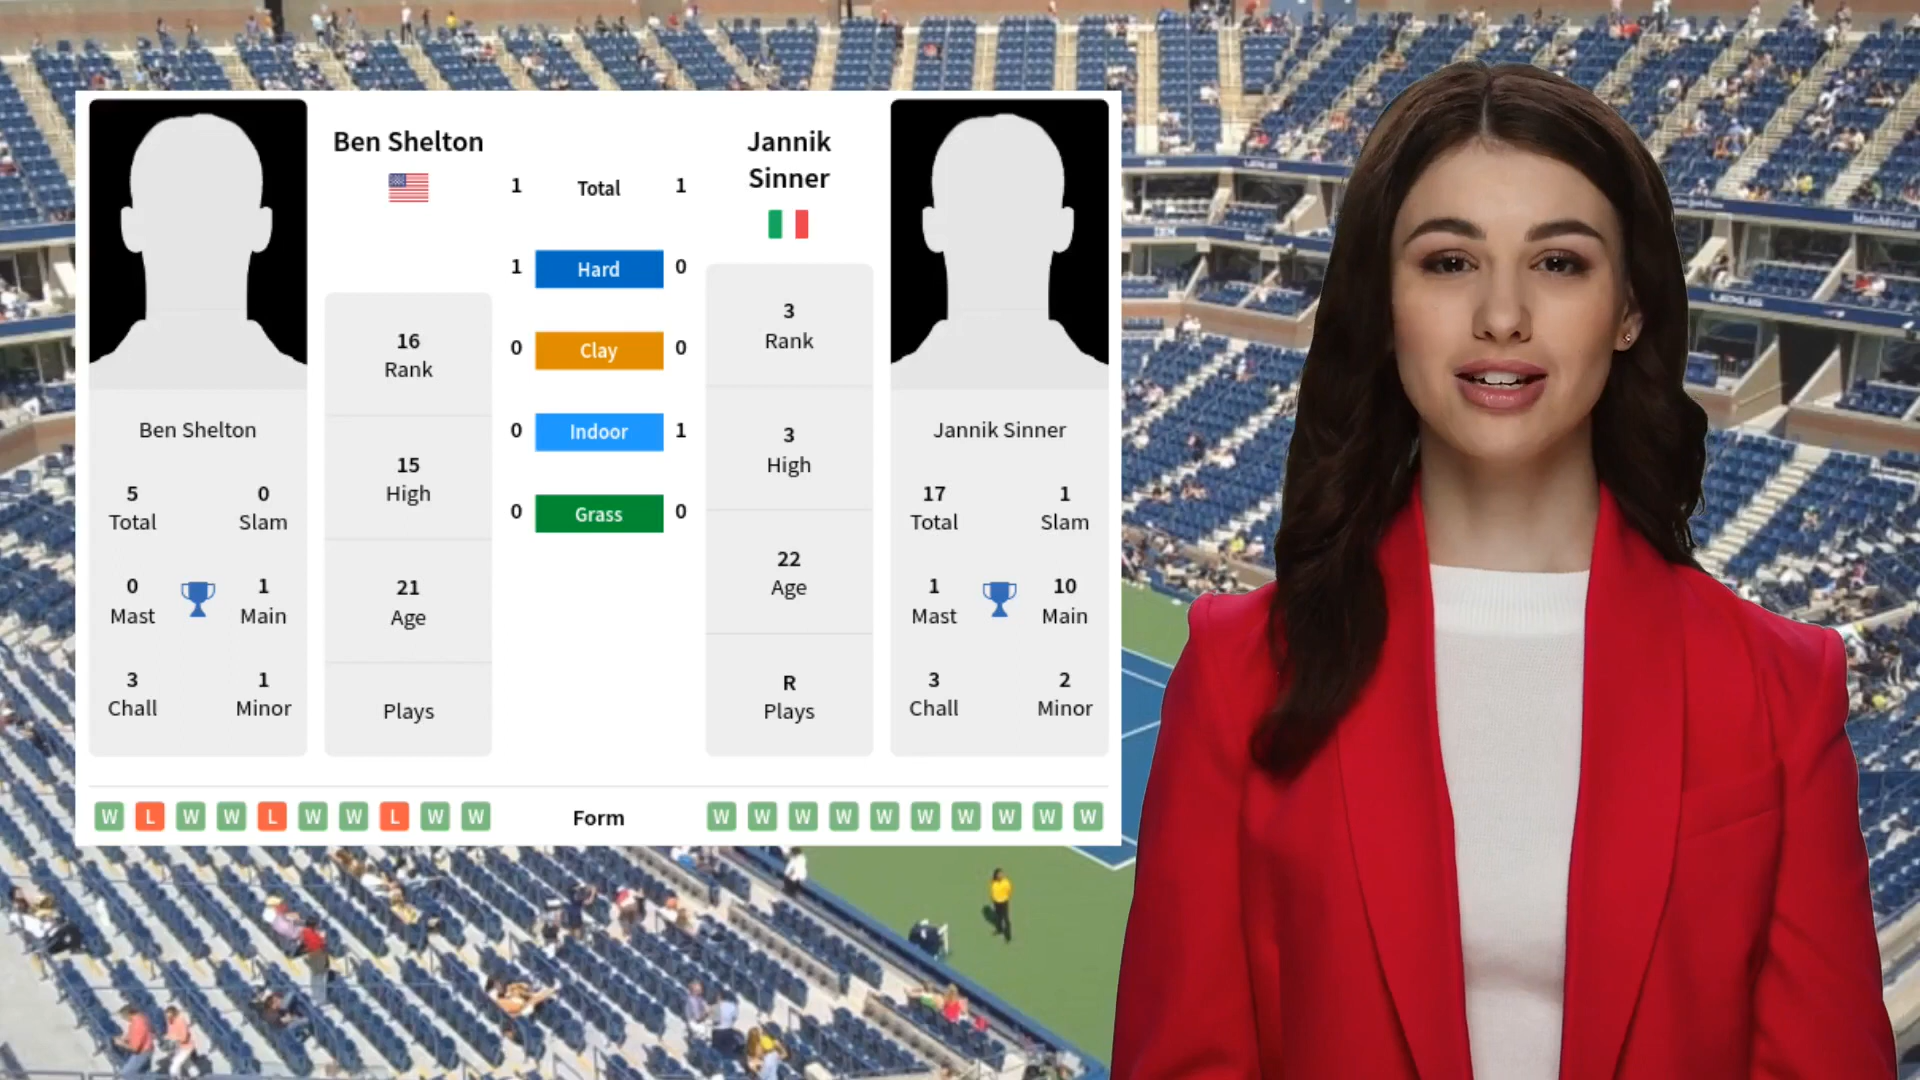 Ben Shelton
Jannik
Sinner
1 Total 1
1 Hard 0
0 Clay 0
0 Indoor 1
0 Grass 0
16
Rank
15
High
21
Age
Plays
3
Rank
3
High
22
Age
R
Plays
Ben Shelton
5 0
Total Slam
0 1
Mast Main
3 1
Chall Minor
Jannik Sinner
17 1
Total Slam
1 10
Mast Main
3 2
Chall Minor
W L W W L W W L W W Form W W W W W W W W W W
IBM
LEXUS
MassMutual